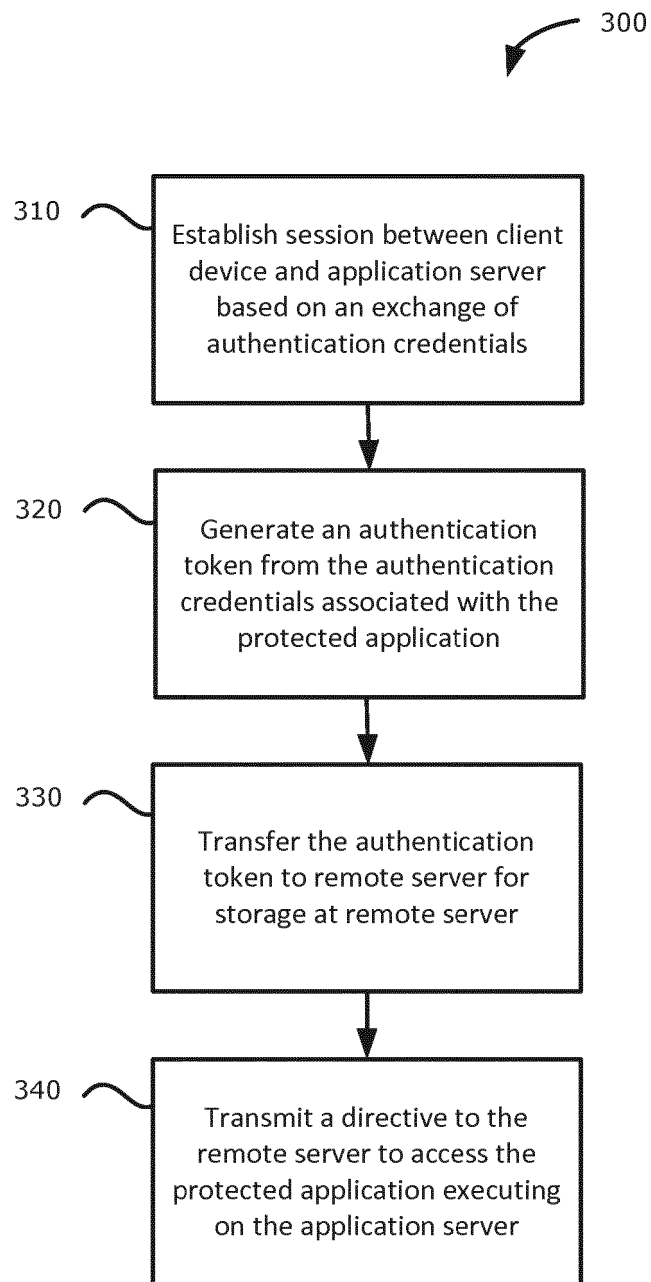 300
310
Establish session between client
device and application server
based on an exchange of
authentication credentials
320
Generate an authentication
token from the authentication
credentials associated with the
protected application
330
Transfer the authentication
token to remote server for
storage at remote server
340
Transmit a directive to the
remote server to access the
protected application executing
on the application server